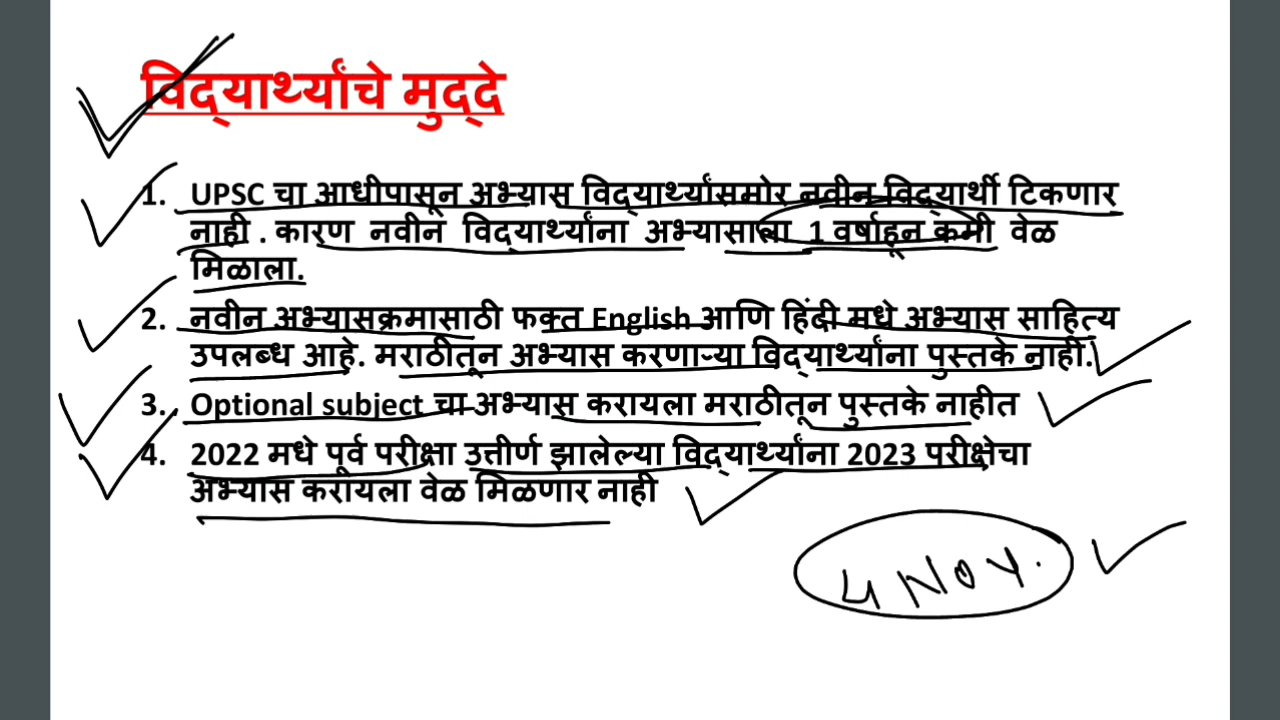 विद्यार्थ्यांचे मुद्दे
1. UPSC चा आधीपासून अभ्यास विद्यार्थ्यांसमोर नवीन विद्यार्थी टिकणार
नाही . कारण नवीन विद्यार्थ्यांना अभ्यासाला 1 वर्षाहून कमी वेळ
मिळाला.
2. नवीन अभ्यासक्रमासाठी फक्त English आणि हिंदी मधे अभ्यास साहित्य
उपलब्ध आहे. मराठीतून अभ्यास करणाऱ्या विद्यार्थ्यांना पुस्तके नाही.
3. Optional subject चा अभ्यास करायला मराठीतून पुस्तके नाहीत
4. 2022 मधे पूर्व परीक्षा उत्तीर्ण झालेल्या विद्यार्थ्यांना 2023 परीक्षेचा
अभ्यास करायला वेळ मिळणार नाही
4 NOV.